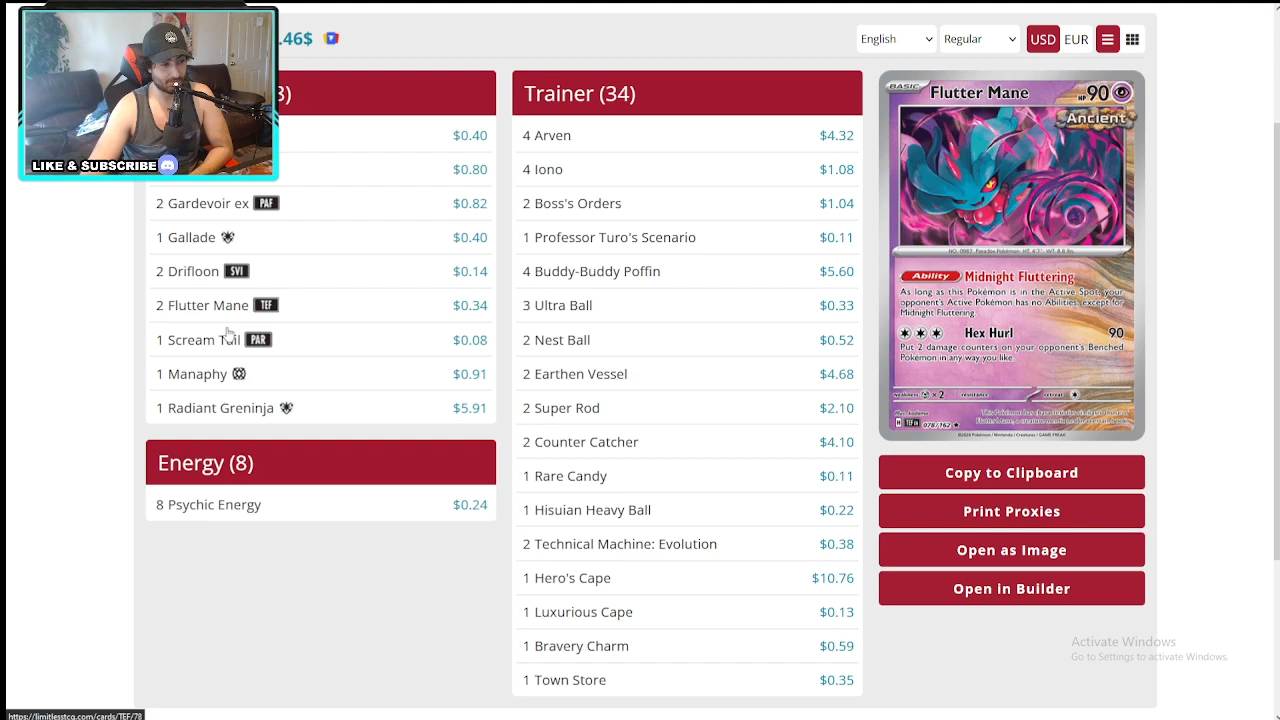 .46$
English
Regular
USD
EUR
3)
$0.40
$0.80
2 Gardevoir ex PAF $0.82
1 Gallade $0.40
2 Drifloon SVI $0.14
2 Flutter Mane TEF $0.34
1 Scream Tail PAR $0.08
1 Manaphy $0.91
1 Radiant Greninja $5.91
Energy (8)
8 Psychic Energy $0.24
Trainer (34)
4 Arven $4.32
4 Iono $1.08
2 Boss's Orders $1.04
1 Professor Turo's Scenario $0.11
4 Buddy-Buddy Poffin $5.60
3 Ultra Ball $0.33
2 Nest Ball $0.52
2 Earthen Vessel $4.68
2 Super Rod $2.10
2 Counter Catcher $4.10
1 Rare Candy $0.11
1 Hisuian Heavy Ball $0.22
2 Technical Machine: Evolution $0.38
1 Hero's Cape $10.76
1 Luxurious Cape $0.13
1 Bravery Charm $0.59
1 Town Store $0.35
BASIC Flutter Mane HP 90
Ancient
Ability Midnight Fluttering
As long as this Pokémon is in the Active Spot, your
opponent's Active Pokémon has no Abilities, except for
Midnight Fluttering.
Hex Hurl 90
Put 2 damage counters on your opponent's Benched
Pokémon in any way you like.
weakness ×2 resistance retreat
078/162
Copy to Clipboard
Print Proxies
Open as Image
Open in Builder
Activate Windows
Go to Settings to activate Windows.
LIKE & SUBSCRIBE
https://limitlesstcg.com/cards/TEF/78